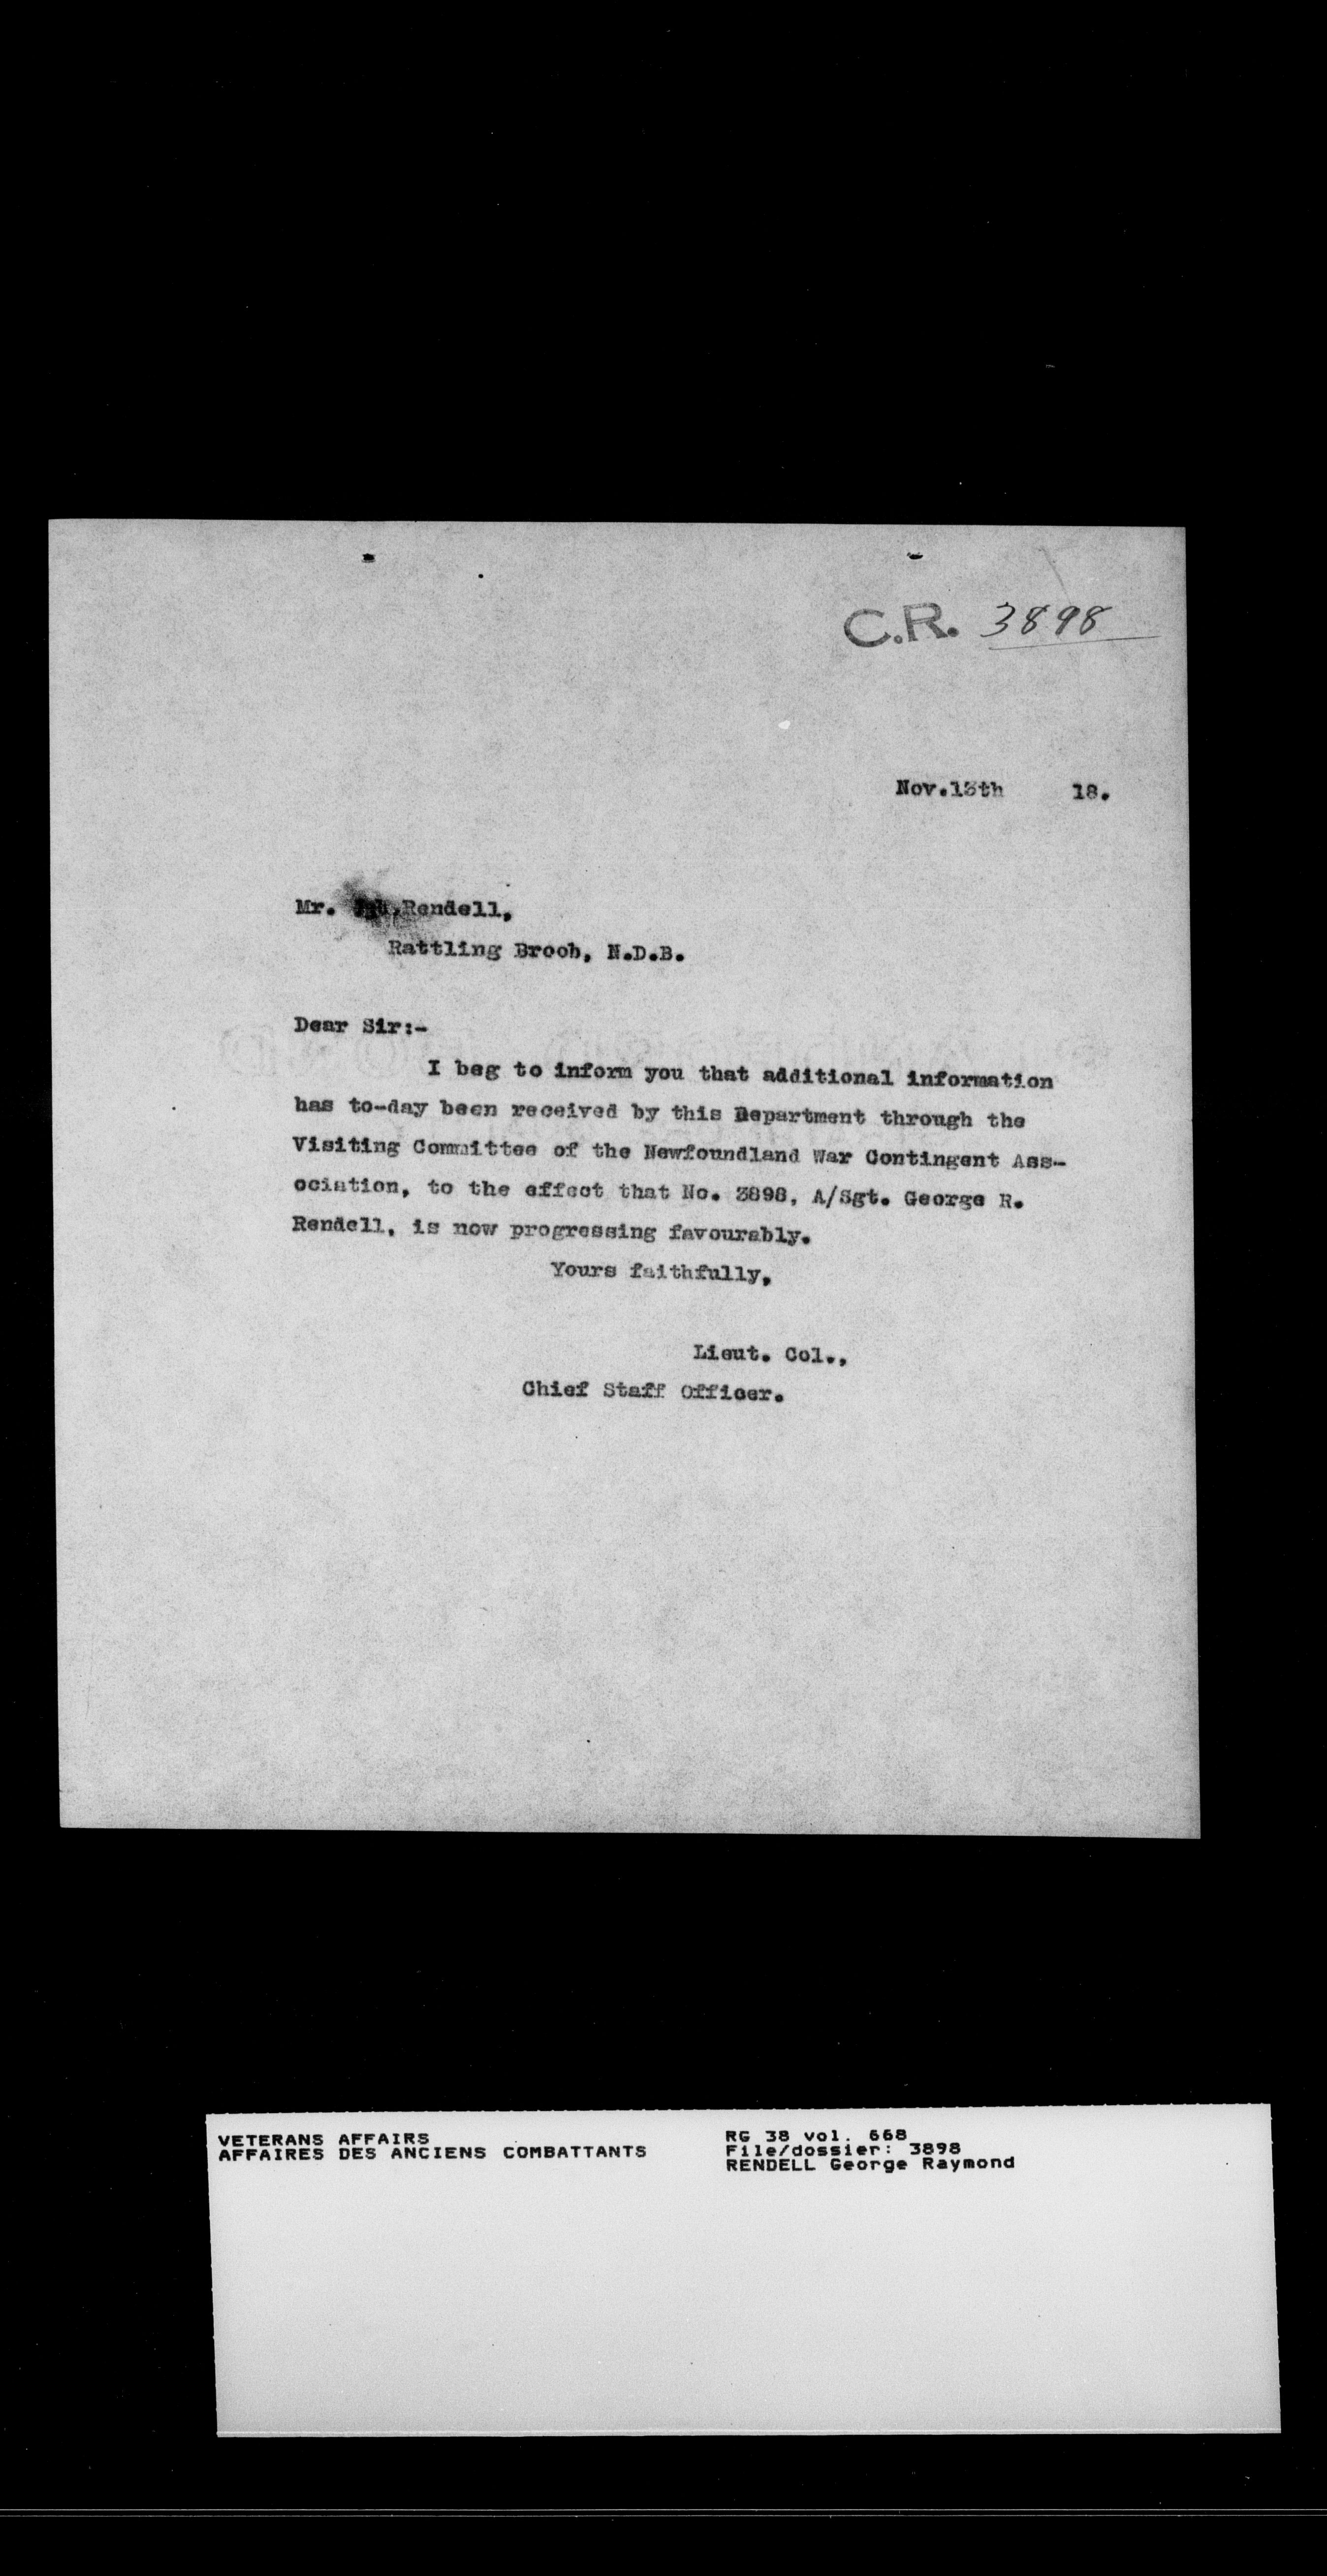 C.R. 3898
Nov.13th 18.
Mr. Rendell,
Rattling Broob, N.D.B.
Dear Sir:-
I beg to inform you that additional information
has to-day been received by this Department through the
Visiting Committee of the Newfoundland War Contingent Ass-
ociation, to the effect that No. 3898, A/Sgt. George R.
Rendell, is now progressing favourably.
Yours faithfully,
Lieut. Col.,
Chief Staff Officer.
VETERANS AFFAIRS
AFFAIRES DES ANCIENS COMBATTANTS
RG 38 vol. 668
File/dossier: 3898
RENDELL George Raymond